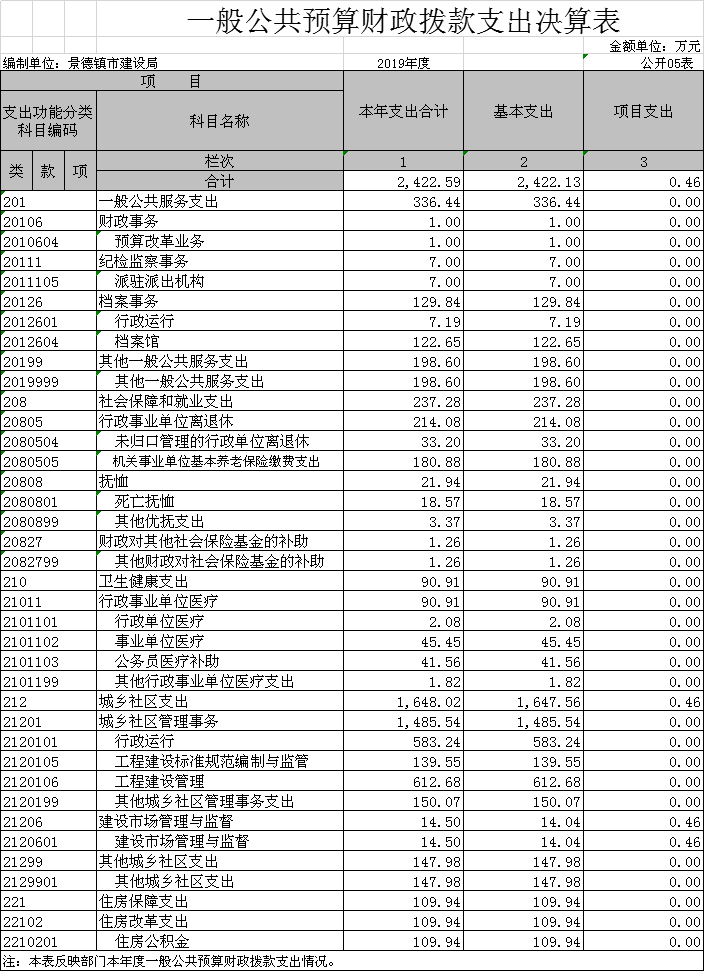 一般公共预算财政拨款支出决算表
金额单位：万元
编制单位：景德镇市建设局 2019年度 公开05表
项 目 本年支出合计 基本支出 项目支出
支出功能分类科目编码 科目名称
类 款 项 栏次 1 2 3
合计 2,422.59 2,422.13 0.46
201 一般公共服务支出 336.44 336.44 0.00
20106 财政事务 1.00 1.00 0.00
2010604 预算改革业务 1.00 1.00 0.00
20111 纪检监察事务 7.00 7.00 0.00
2011105 派驻派出机构 7.00 7.00 0.00
20126 档案事务 129.84 129.84 0.00
2012601 行政运行 7.19 7.19 0.00
2012604 档案馆 122.65 122.65 0.00
20199 其他一般公共服务支出 198.60 198.60 0.00
2019999 其他一般公共服务支出 198.60 198.60 0.00
208 社会保障和就业支出 237.28 237.28 0.00
20805 行政事业单位离退休 214.08 214.08 0.00
2080504 未归口管理的行政单位离退休 33.20 33.20 0.00
2080505 机关事业单位基本养老保险缴费支出 180.88 180.88 0.00
20808 抚恤 21.94 21.94 0.00
2080801 死亡抚恤 18.57 18.57 0.00
2080899 其他优抚支出 3.37 3.37 0.00
20827 财政对其他社会保险基金的补助 1.26 1.26 0.00
2082799 其他财政对社会保险基金的补助 1.26 1.26 0.00
210 卫生健康支出 90.91 90.91 0.00
21011 行政事业单位医疗 90.91 90.91 0.00
2101101 行政单位医疗 2.08 2.08 0.00
2101102 事业单位医疗 45.45 45.45 0.00
2101103 公务员医疗补助 41.56 41.56 0.00
2101199 其他行政事业单位医疗支出 1.82 1.82 0.00
212 城乡社区支出 1,648.02 1,647.56 0.46
21201 城乡社区管理事务 1,485.54 1,485.54 0.00
2120101 行政运行 583.24 583.24 0.00
2120105 工程建设标准规范编制与监管 139.55 139.55 0.00
2120106 工程建设管理 612.68 612.68 0.00
2120199 其他城乡社区管理事务支出 150.07 150.07 0.00
21206 建设市场管理与监督 14.50 14.04 0.46
2120601 建设市场管理与监督 14.50 14.04 0.46
21299 其他城乡社区支出 147.98 147.98 0.00
2129901 其他城乡社区支出 147.98 147.98 0.00
221 住房保障支出 109.94 109.94 0.00
22102 住房改革支出 109.94 109.94 0.00
2210201 住房公积金 109.94 109.94 0.00
注：本表反映部门本年度一般公共预算财政拨款支出情况。